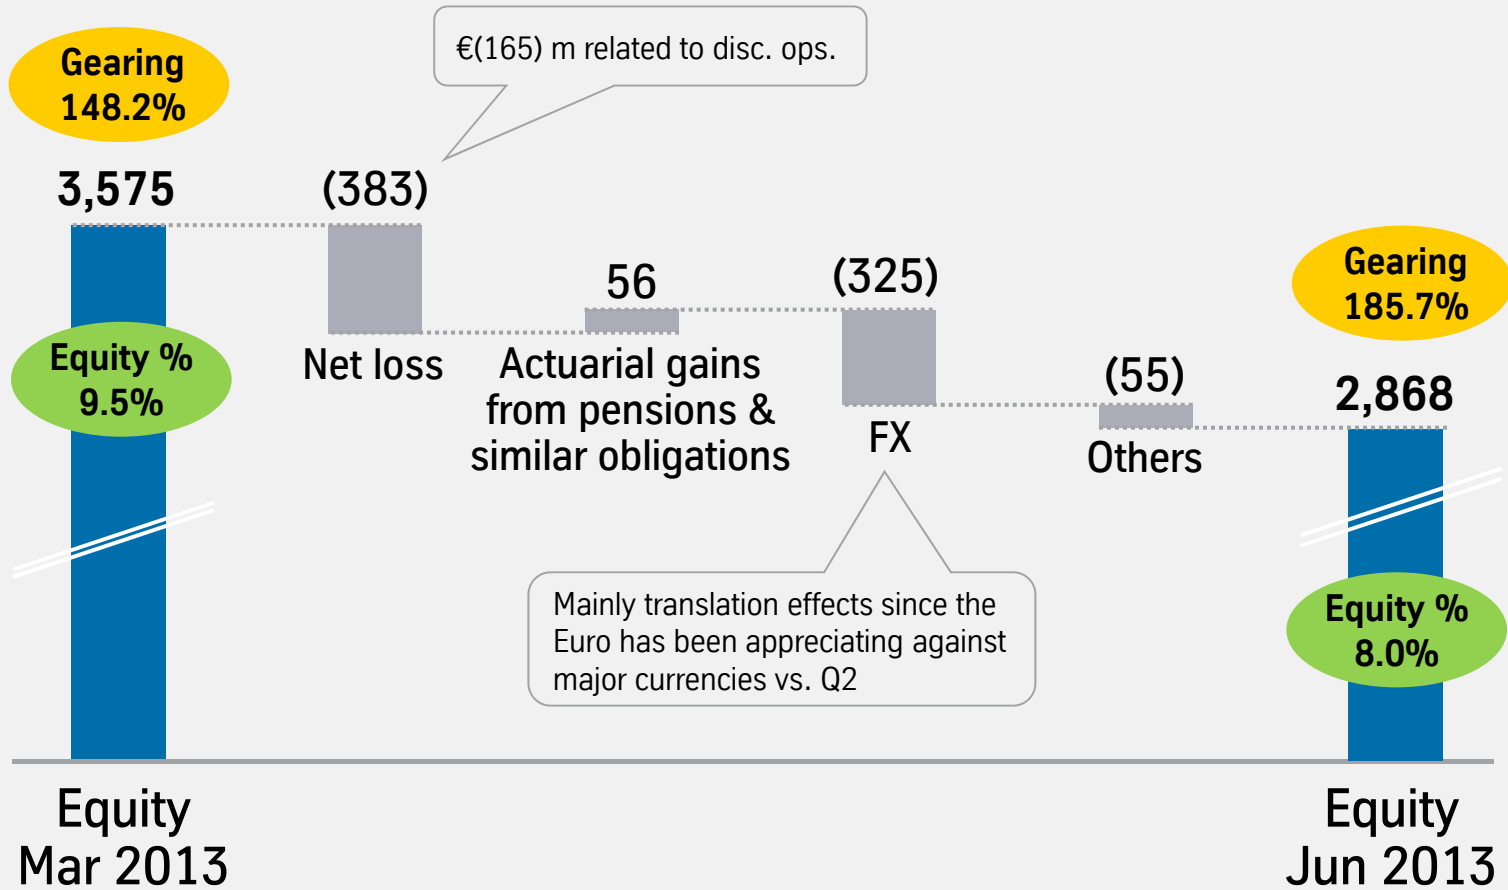 €(165) m related to disc. ops.
Gearing
148.2%
3,575
(383)
56
(325)
(55)
Gearing
185.7%
2,868
Equity %
9.5%
Net loss
Actuarial gains
from pensions &
similar obligations
FX
Others
Mainly translation effects since the
Euro has been appreciating against
major currencies vs. Q2
Equity %
8.0%
Equity
Mar 2013
Equity
Jun 2013